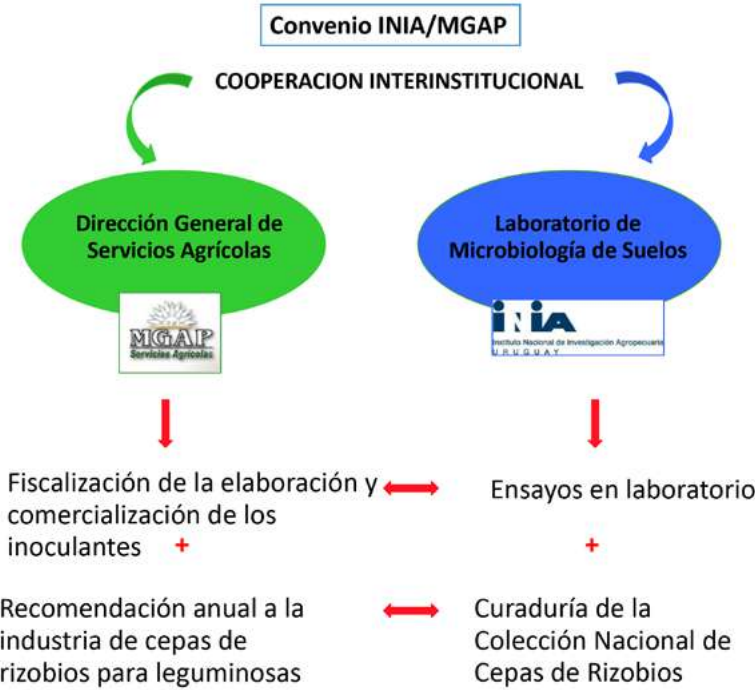 Convenio INIA/MGAP
COOPERACION INTERINSTITUCIONAL
Dirección General de
Servicios Agrícolas
Laboratorio de
Microbiología de Suelos
MGAP
Servicios Agrícolas
INIA
Instituto Nacional de Investigación Agropecuaria
URUGUAY
Fiscalización de la elaboración y
comercialización de los
inoculantes +
Ensayos en laboratorio
+
Recomendación anual a la
industria de cepas de
rizobios para leguminosas
Curaduría de la
Colección Nacional de
Cepas de Rizobios